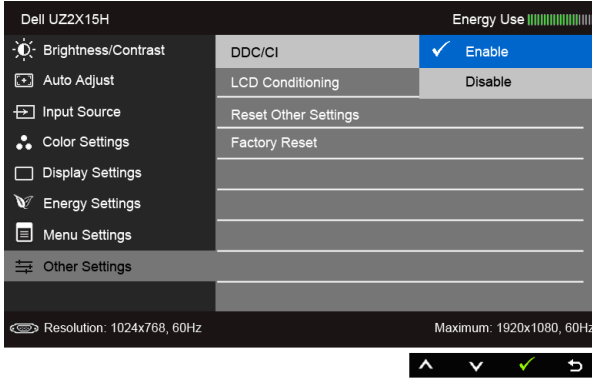 Dell UZ2X15H
Energy Use
Brightness/Contrast
Auto Adjust
Input Source
Color Settings
Display Settings
Energy Settings
Menu Settings
Other Settings
DDC/CI
LCD Conditioning
Reset Other Settings
Factory Reset
Enable
Disable
Resolution: 1024x768, 60Hz
Maximum: 1920x1080, 60Hz